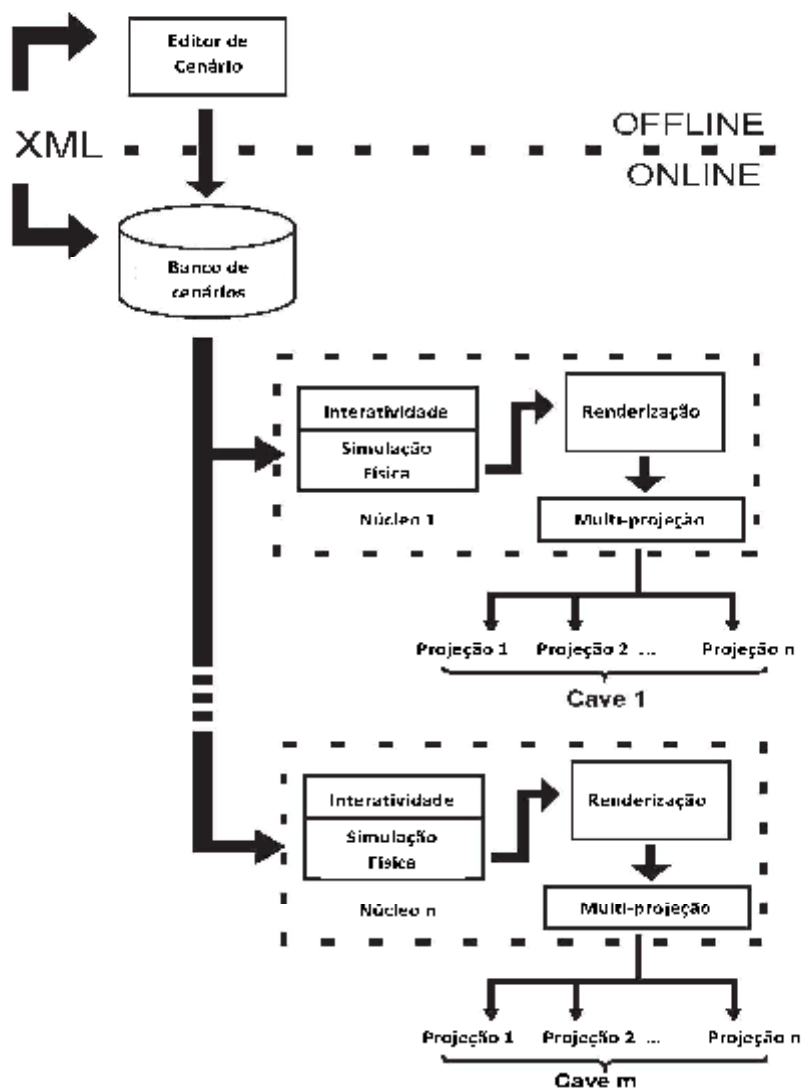 Editor de
Cenário
OFFLINE
XML
ONLINE
Banco de
cenários
Interatividade
Renderização
Simulação
Física
Núcleo 1
Multi-projeção
Projeção 1
Projeção 2 ...
Projeção n
Cave 1
Interatividade
Renderização
Simulação
Física
Núcleo n
Multi-projeção
Projeção 1
Projeção 2 ...
Projeção n
Cave m